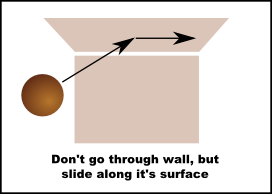 Don't go through wall, but
slide along it's surface